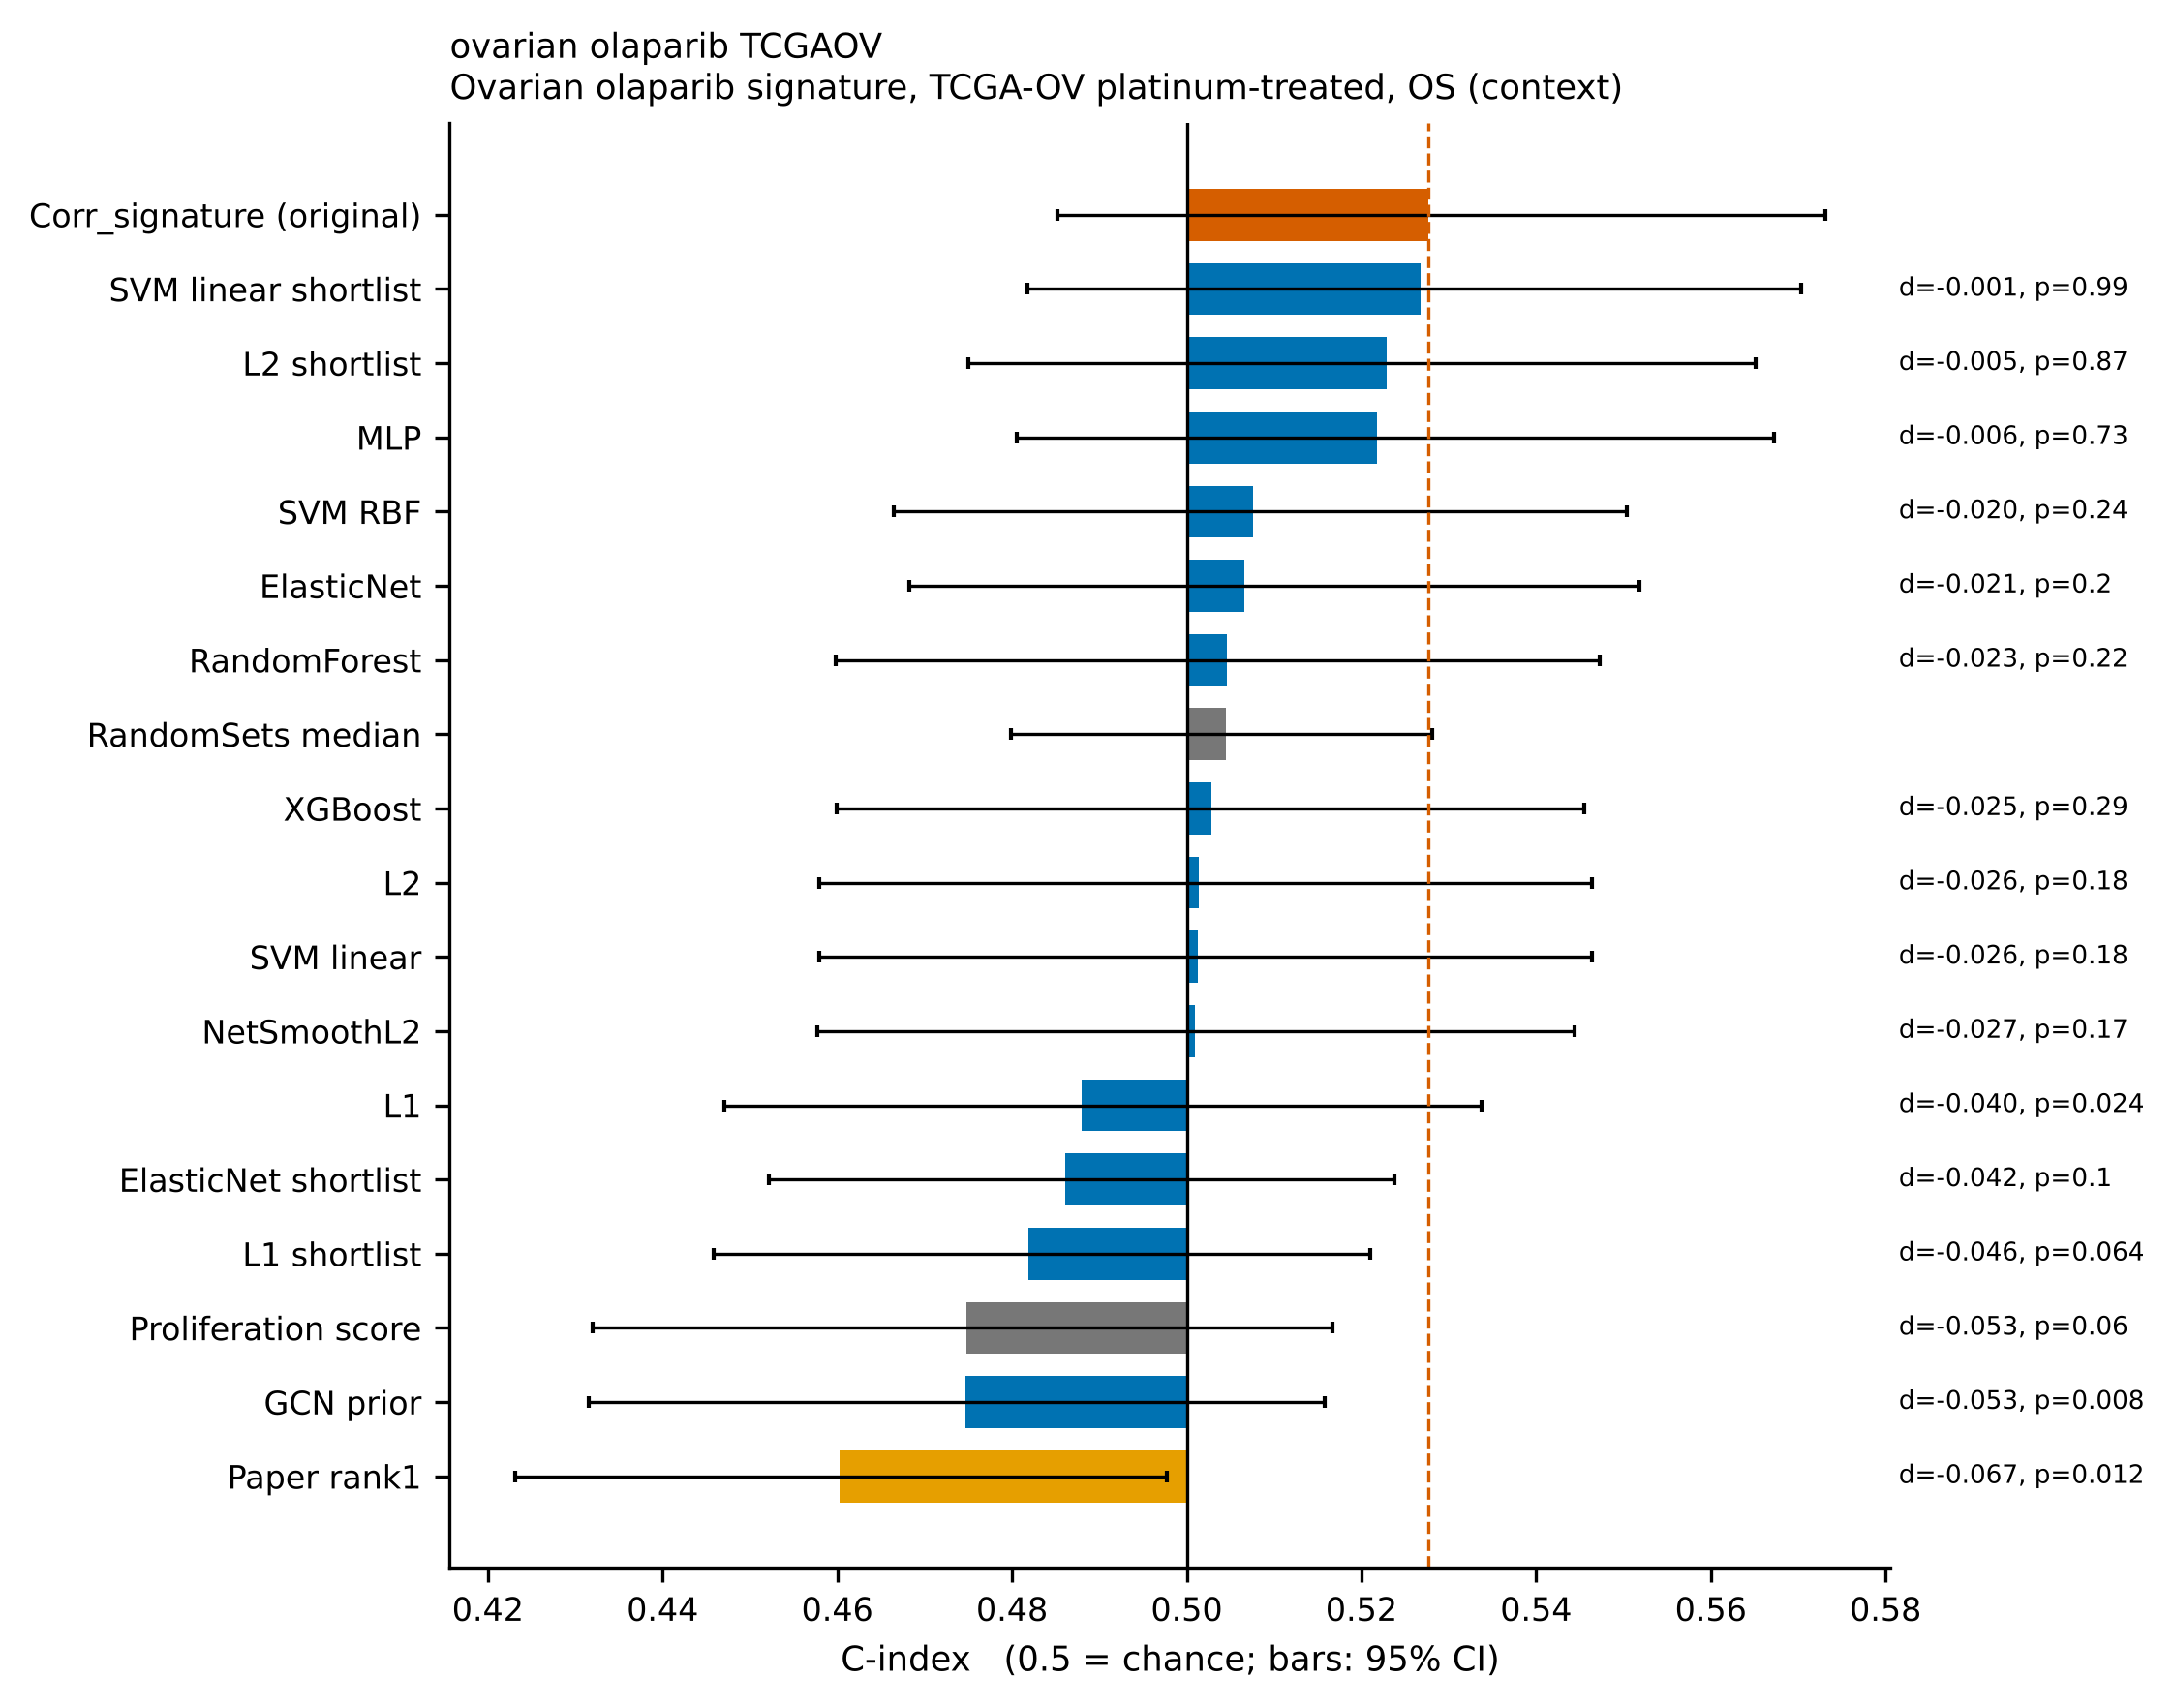 ovarian olaparib TCGAOV
Ovarian olaparib signature, TCGA-OV platinum-treated, OS (context)
Corr_signature (original)
SVM linear shortlist d=-0.001, p=0.99
L2 shortlist d=-0.005, p=0.87
MLP d=-0.006, p=0.73
SVM RBF d=-0.020, p=0.24
ElasticNet d=-0.021, p=0.2
RandomForest d=-0.023, p=0.22
RandomSets median
XGBoost d=-0.025, p=0.29
L2 d=-0.026, p=0.18
SVM linear d=-0.026, p=0.18
NetSmoothL2 d=-0.027, p=0.17
L1 d=-0.040, p=0.024
ElasticNet shortlist d=-0.042, p=0.1
L1 shortlist d=-0.046, p=0.064
Proliferation score d=-0.053, p=0.06
GCN prior d=-0.053, p=0.008
Paper rank1 d=-0.067, p=0.012
0.42 0.44 0.46 0.48 0.50 0.52 0.54 0.56 0.58
C-index (0.5 = chance; bars: 95% CI)